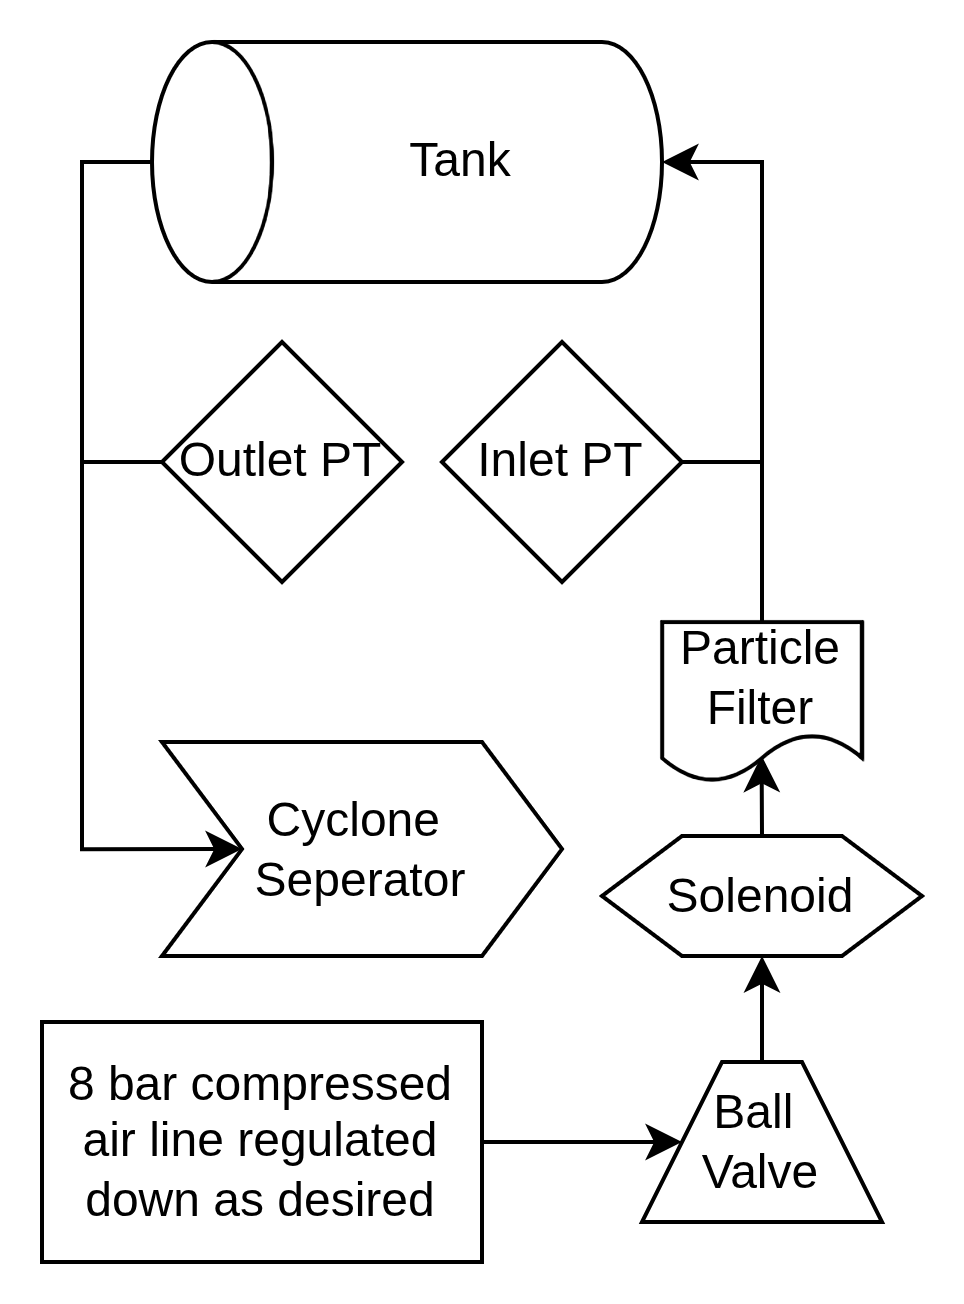 Tank
Outlet PT
Inlet PT
Particle
Filter
Cyclone
Seperator
Solenoid
8 bar compressed
air line regulated
down as desired
Ball
Valve